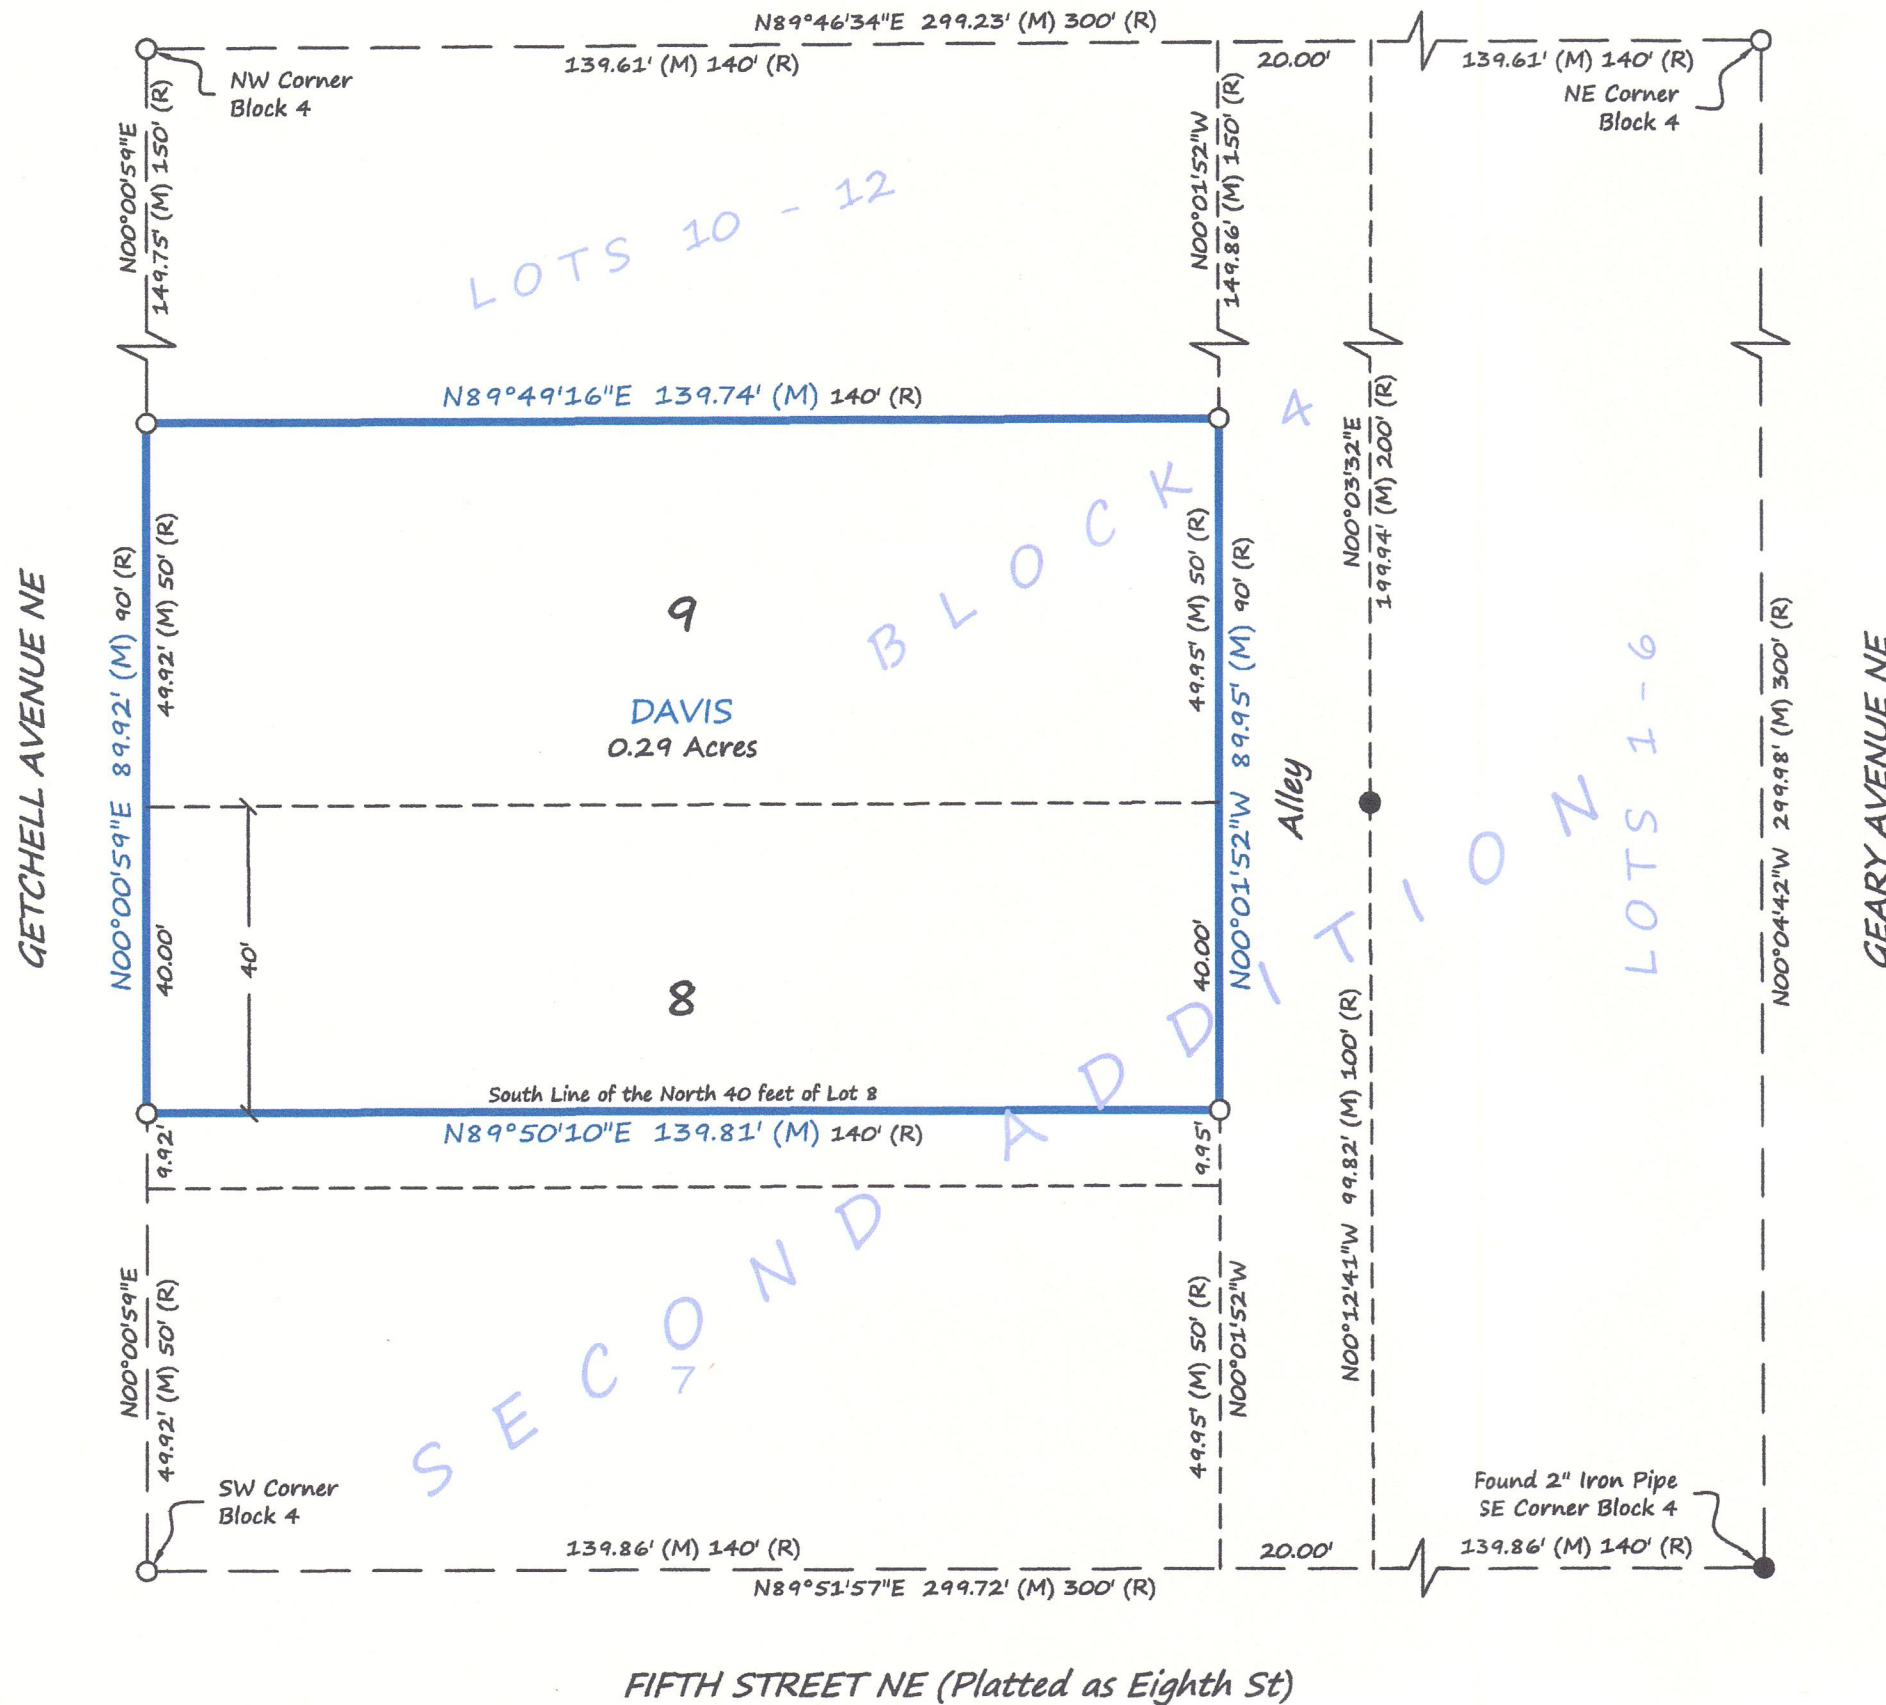 N89°46'34"E 299.23' (M) 300' (R)
139.61' (M) 140' (R)
20.00'
139.61' (M) 140' (R)
NW Corner
Block 4
NE Corner
Block 4
N00°00'59"E
149.75' (M) 150' (R)
N00°01'52"W
149.86' (M) 150' (R)
LOTS 10 - 12
N89°49'16"E 139.74' (M) 140' (R)
N00°03'32"E
199.94' (M) 200' (R)
GETCHELL AVENUE NE
N00°00'59"E 89.92' (M) 90' (R)
49.92' (M) 50' (R)
9
DAVIS
0.29 Acres
49.95' (M) 50' (R)
N00°01'52"W 89.95' (M) 90' (R)
BLOCK 4
Alley
LOTS 1-6
N00°04'42"W 299.98' (M) 300' (R)
GEARY AVENUE NE
40.00'
40'
8
40.00'
South Line of the North 40 feet of Lot 8
N89°50'10"E 139.81' (M) 140' (R)
9.92'
9.95'
SECOND ADDITION
7
N00°12'41"W 99.82' (M) 100' (R)
N00°00'59"E
49.92' (M) 50' (R)
49.95' (M) 50' (R)
N00°01'52"W
SW Corner
Block 4
Found 2" Iron Pipe
SE Corner Block 4
139.86' (M) 140' (R)
20.00'
139.86' (M) 140' (R)
N89°51'57"E 299.72' (M) 300' (R)
FIFTH STREET NE (Platted as Eighth St)